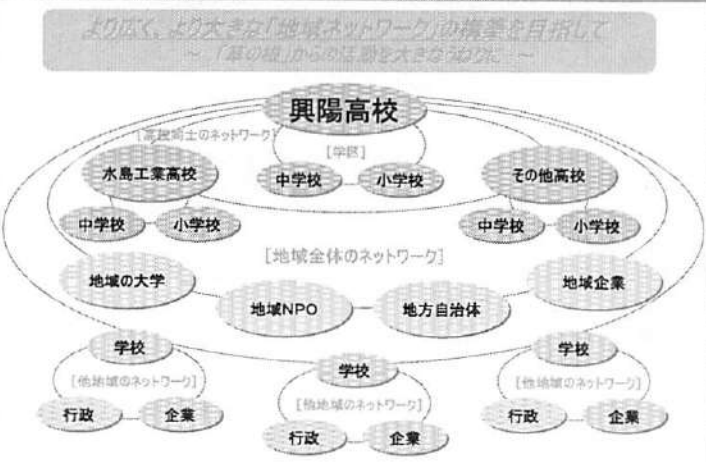 より広く、より大きな「地域ネットワーク」の構築を目指して
~ 「草の根」からの活動を大きなうねりに ~
興陽高校
[高校同士のネットワーク]
[学区]
水島工業高校
中学校
小学校
その他高校
中学校
小学校
中学校
小学校
[地域全体のネットワーク]
地域の大学
地域企業
地域NPO
地方自治体
学校
学校
学校
[他地域のネットワーク]
[他地域のネットワーク]
[他地域のネットワーク]
行政
企業
行政
企業
行政
企業